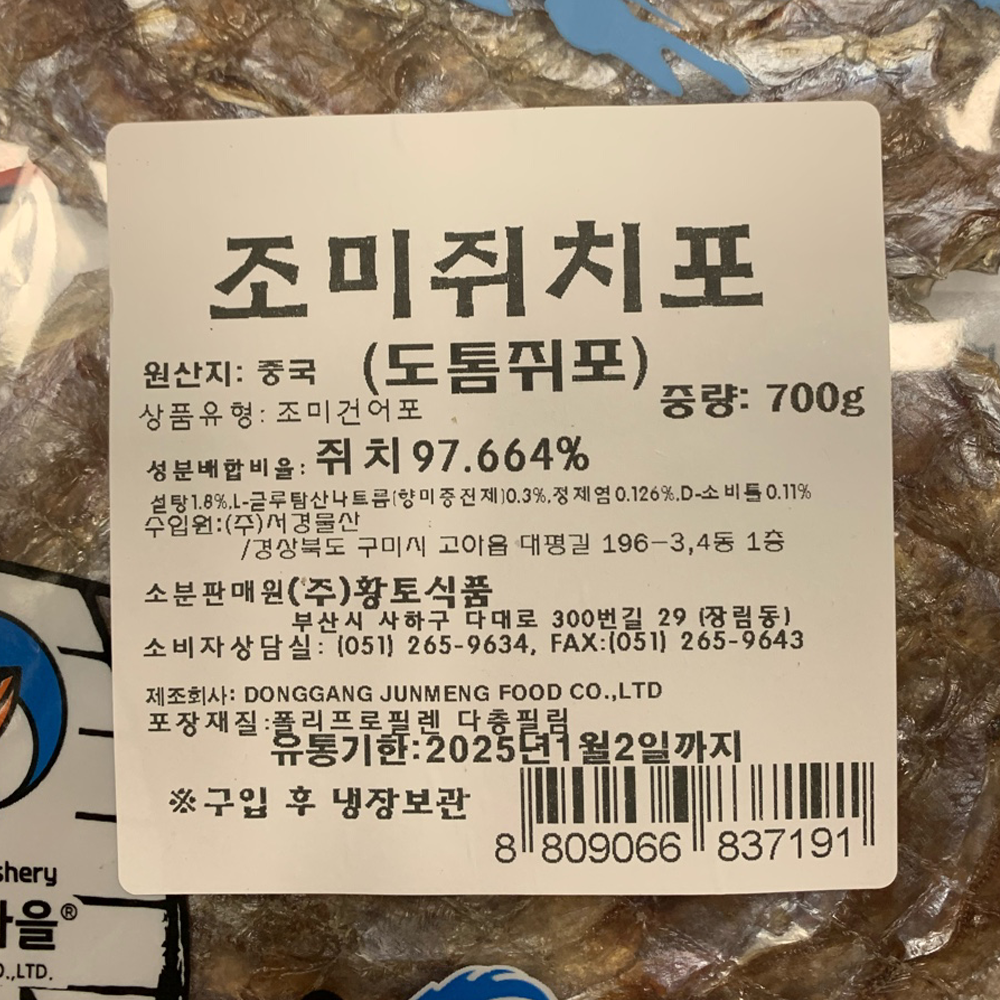 조미쥐치포
(도톰쥐포)
원산지: 중국
중량: 700g
상품유형: 조미건어포
성분배합비율: 쥐치97.664%
설탕1.8%,L-글루탐산나트륨(향미증진제)0.3%,정제염0.126%,D-소비톨0.11%
수입원:(주)서경물산
/경상북도 구미시 고아읍 대평길 196-3,4동 1층
소분판매원(주)황토식품
부산시 사하구 다대로 300번길 29 (장림동)
소비자상담실: (051) 265-9634, FAX:(051) 265-9643
제조회사: DONGGANG JUNMENG FOOD CO.,LTD
포장재질:폴리프로필렌 다층필림
유통기한:2025년1월2일까지
※구입 후 냉장보관
8 809066 837191
shery
을®
O.,LTD.